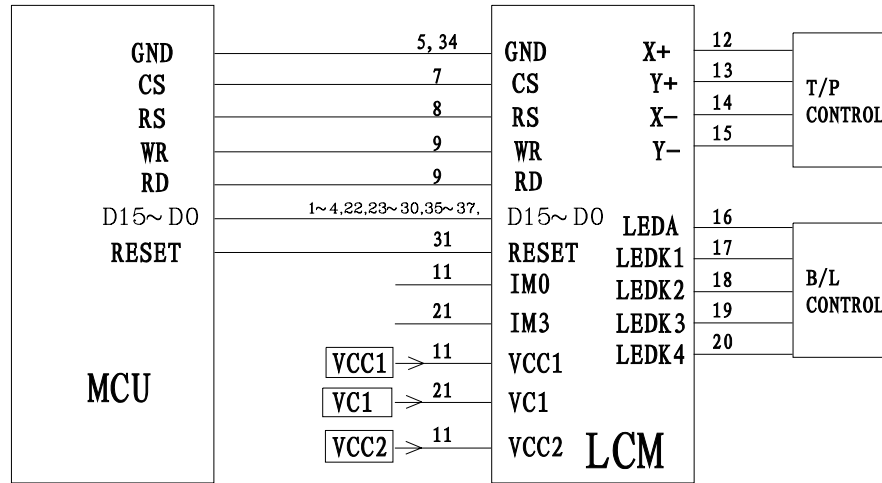 GND 5, 34 GND X+ 12
CS 7 CS Y+ 13
RS 8 RS X- 14
WR 9 WR Y- 15
RD 9 RD
T/P
CONTROL
D15~D0 1~4,22,23~30,35~37, D15~D0
RESET 31 RESET
11 IM0
21 IM3
LEDA 16
LEDK1 17
LEDK2 18
LEDK3 19
LEDK4 20
B/L
CONTROL
VCC1 11 VCC1
VC1 21 VC1
VCC2 11 VCC2
MCU
LCM